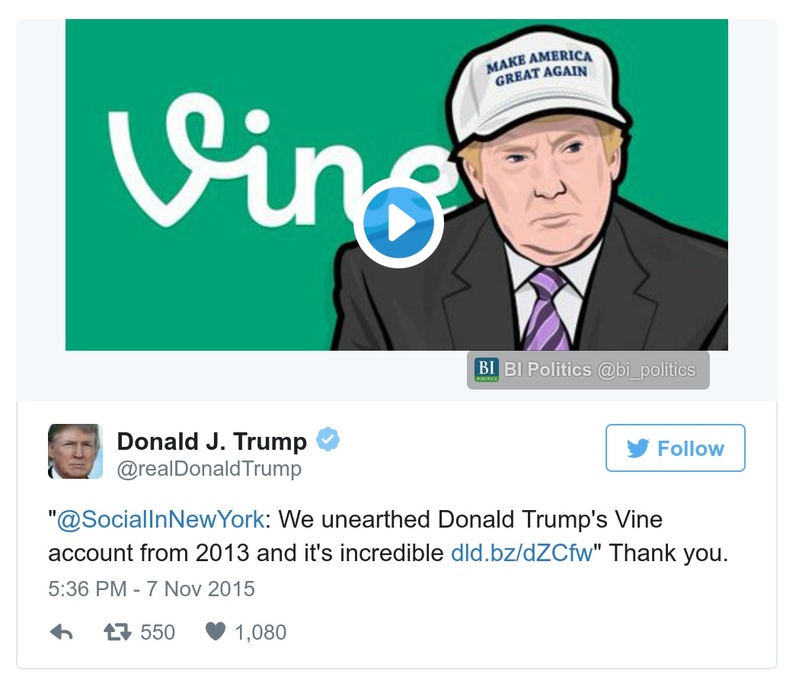 MAKE AMERICA
GREAT AGAIN
Vine
BI
POLITICS
BI Politics @bi_politics
Donald J. Trump
@realDonaldTrump
Follow
"@SocialInNewYork: We unearthed Donald Trump's Vine
account from 2013 and it's incredible dld.bz/dZCfw" Thank you.
5:36 PM - 7 Nov 2015
550 1,080